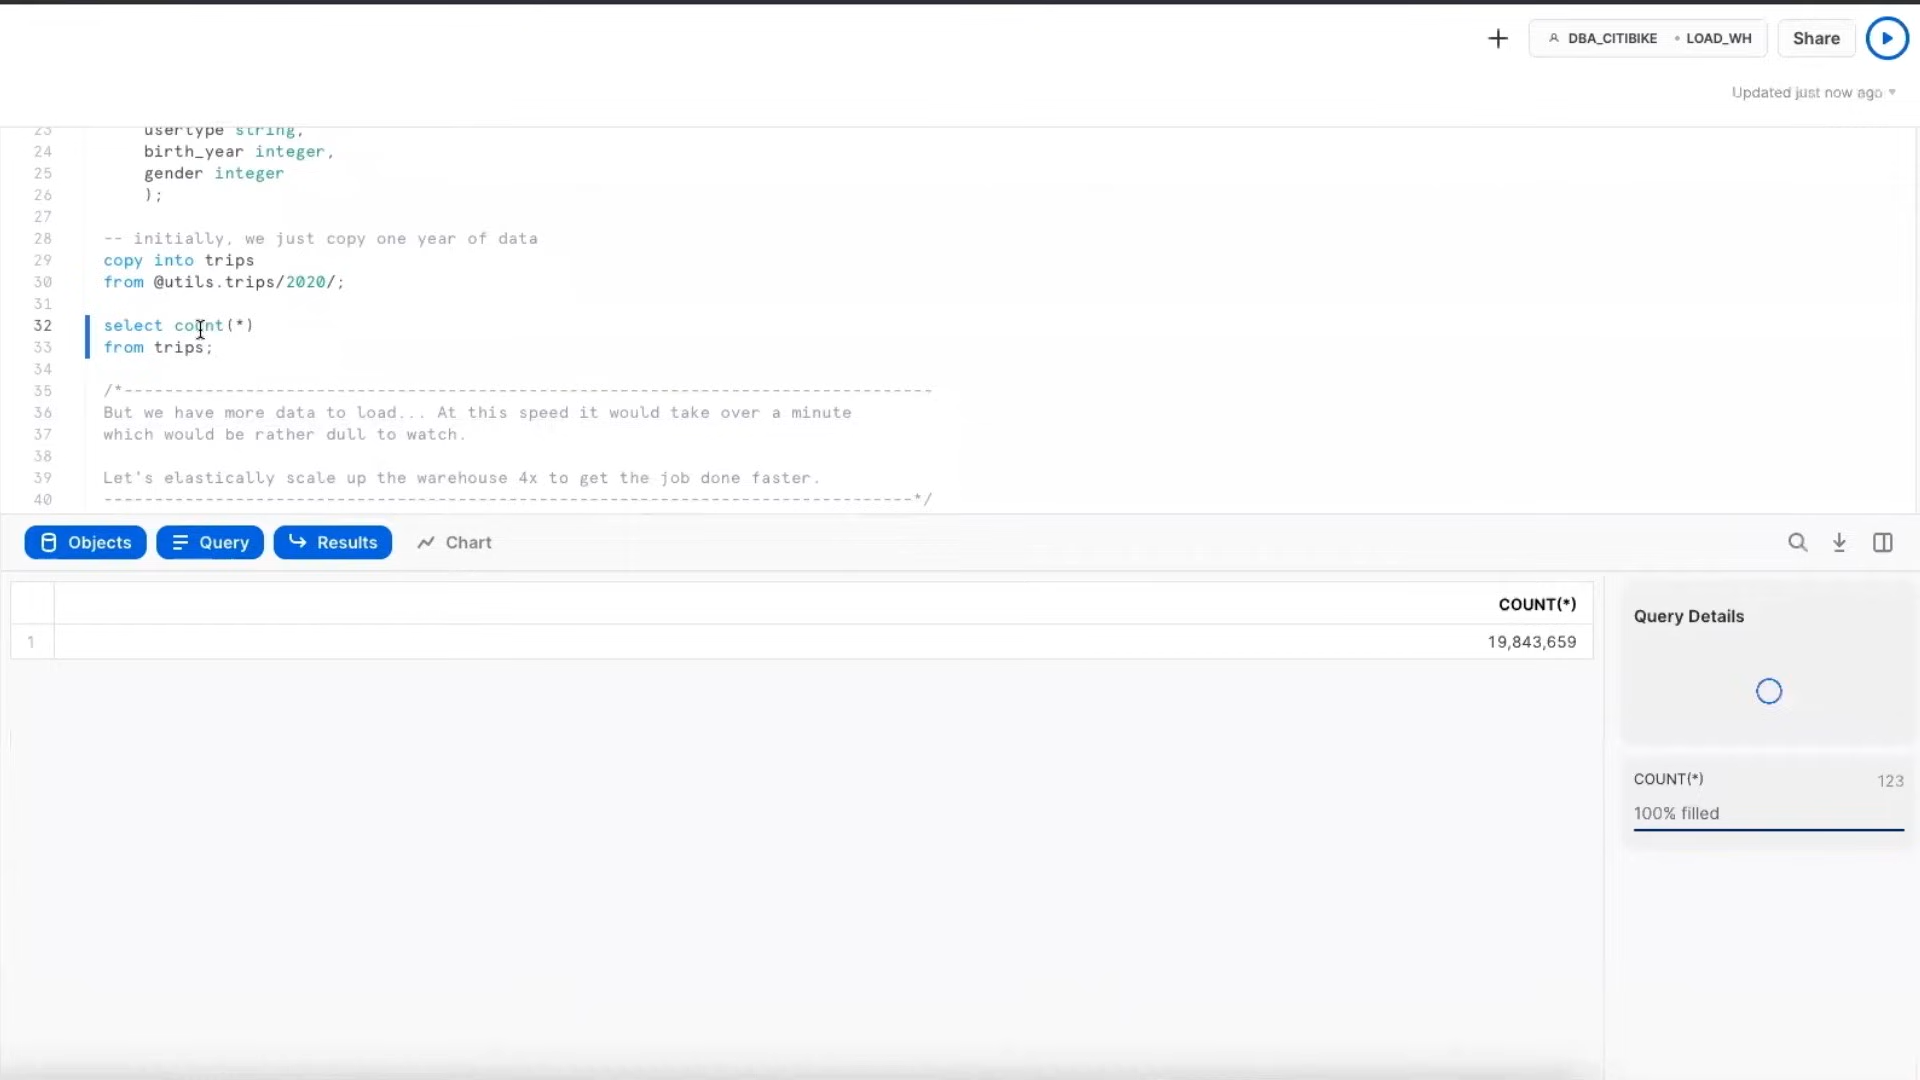 DBA_CITIBIKE • LOAD_WH
Share
Updated just now ago
23 usertype string,
24 birth_year integer,
25 gender integer
26 );
27
28 -- initially, we just copy one year of data
29 copy into trips
30 from @utils.trips/2020/;
31
32 select count(*)
33 from trips;
34
35 /*--------------------------------------------------------------------------------
36 But we have more data to load... At this speed it would take over a minute
37 which would be rather dull to watch.
38
39 Let's elastically scale up the warehouse 4x to get the job done faster.
40 --------------------------------------------------------------------------------*/
Objects Query Results Chart
COUNT(*)
1 19,843,659
Query Details
COUNT(*) 123
100% filled